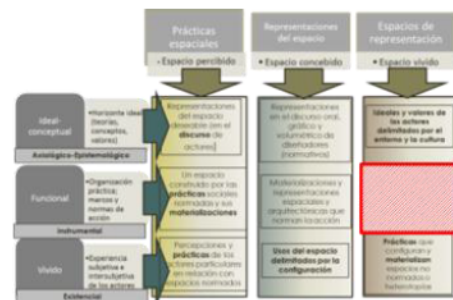 Prácticas
espaciales
- Espacio percibido
Representaciones
del espacio
• Espacio concebido
Espacios de
representación
• Espacio vivido
Ideal-
conceptual
•Horizonte ideal
(teorías,
conceptos,
valores)
Axiológico-Epistemológico
Representaciones
del espacio
deseable (en el
discurso de
actores)
Representaciones
en el discurso oral,
gráfico y
volumétrico de
diseñadores
(normativa)
Ideales y valores de
los actores
delimitados por el
entorno y la cultura
Funcional
•Organización
práctica;
marcos y
normas de
acción
Instrumental
Un espacio
construido por las
prácticas sociales
normadas y sus
materializaciones
Materializaciones y
representaciones
espaciales y
arquitectónicas que
norman la acción
Vivido
•Experiencia
subjetiva e
intersubjetiva
de los actores
Existencial
Percepciones y
prácticas de los
actores particulares
en relación con
espacios normados
Usos del espacio
delimitados por la
configuración
Prácticas que
configuran y
materializan
espacios no
normados o
heterotopías